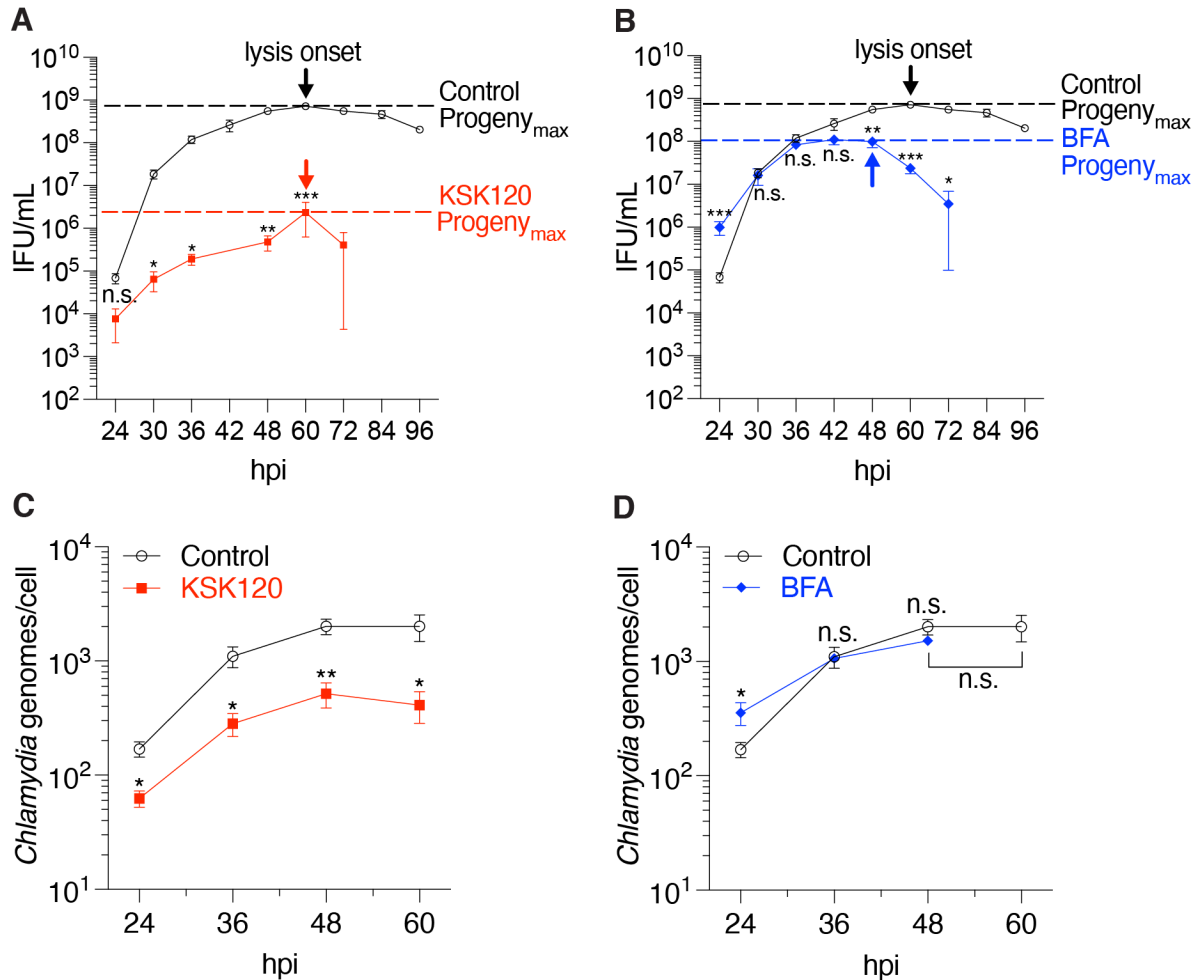 A
lysis onset
10^10
10^9
10^8
10^7
10^6
10^5
10^4
10^3
10^2
IFU/mL
Control
Progeny_max
KSK120
Progeny_max
n.s.
*
*
**
***
24 30 36 42 48 60 72 84 96
hpi
B
lysis onset
10^10
10^9
10^8
10^7
10^6
10^5
10^4
10^3
10^2
IFU/mL
Control
Progeny_max
BFA
Progeny_max
***
n.s.
n.s.
n.s.
**
***
*
24 30 36 42 48 60 72 84 96
hpi
C
Control
KSK120
10^4
10^3
10^2
10^1
Chlamydia genomes/cell
*
*
**
*
24 36 48 60
hpi
D
Control
BFA
10^4
10^3
10^2
10^1
Chlamydia genomes/cell
*
n.s.
n.s.
n.s.
24 36 48 60
hpi